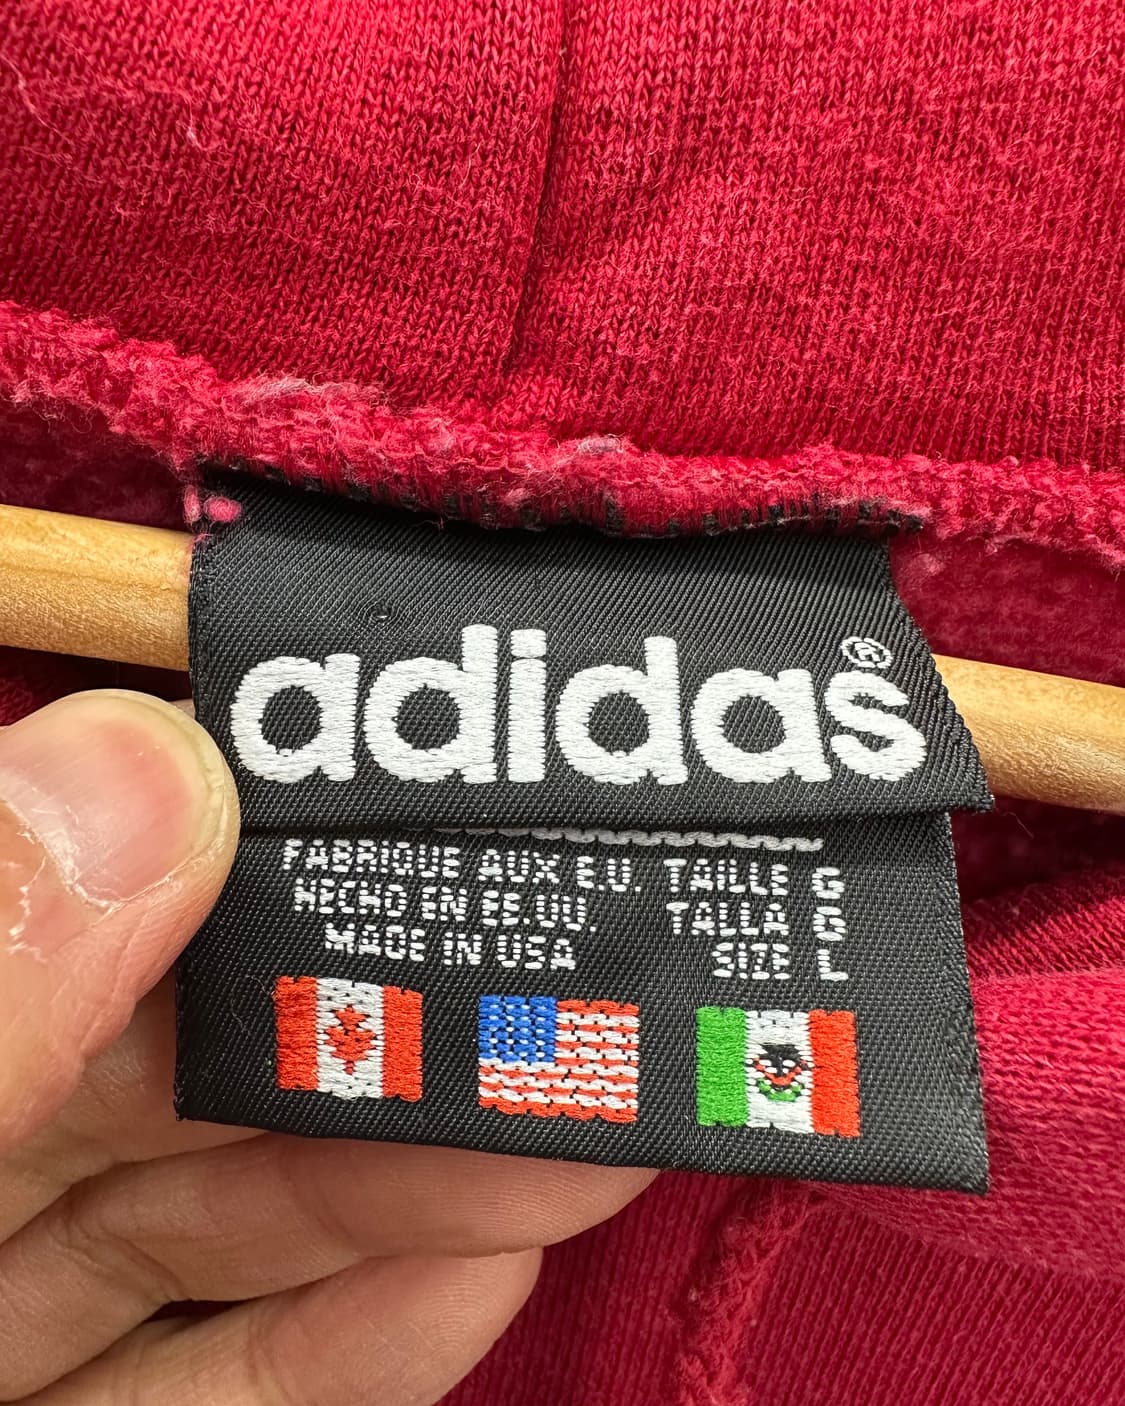 adidas®
FABRIQUE AUX E.U. TAILLE G
HECHO EN EE.UU. TALLA G
MADE IN USA SIZE L